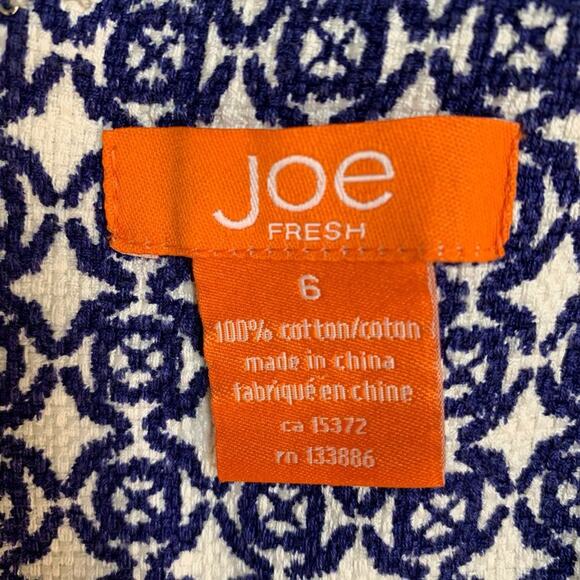 Joe
FRESH
6
100% cotton/coton
made in china
fabriqué en chine
ca 15372
rn 133886